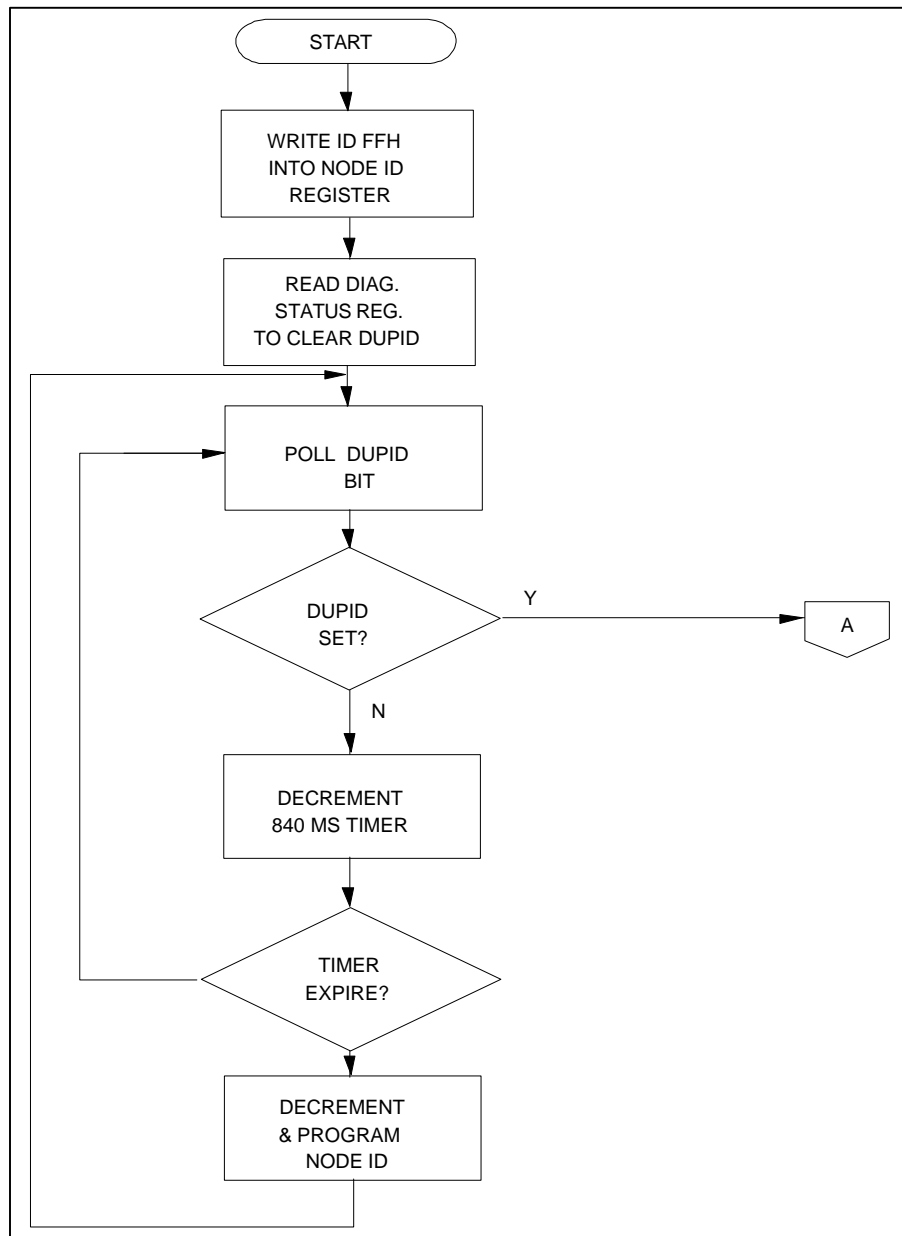 START
WRITE ID FFH
INTO NODE ID
REGISTER
READ DIAG.
STATUS REG.
TO CLEAR DUPID
POLL DUPID
BIT
DUPID
SET?
Y
A
N
DECREMENT
840 MS TIMER
TIMER
EXPIRE?
DECREMENT
& PROGRAM
NODE ID